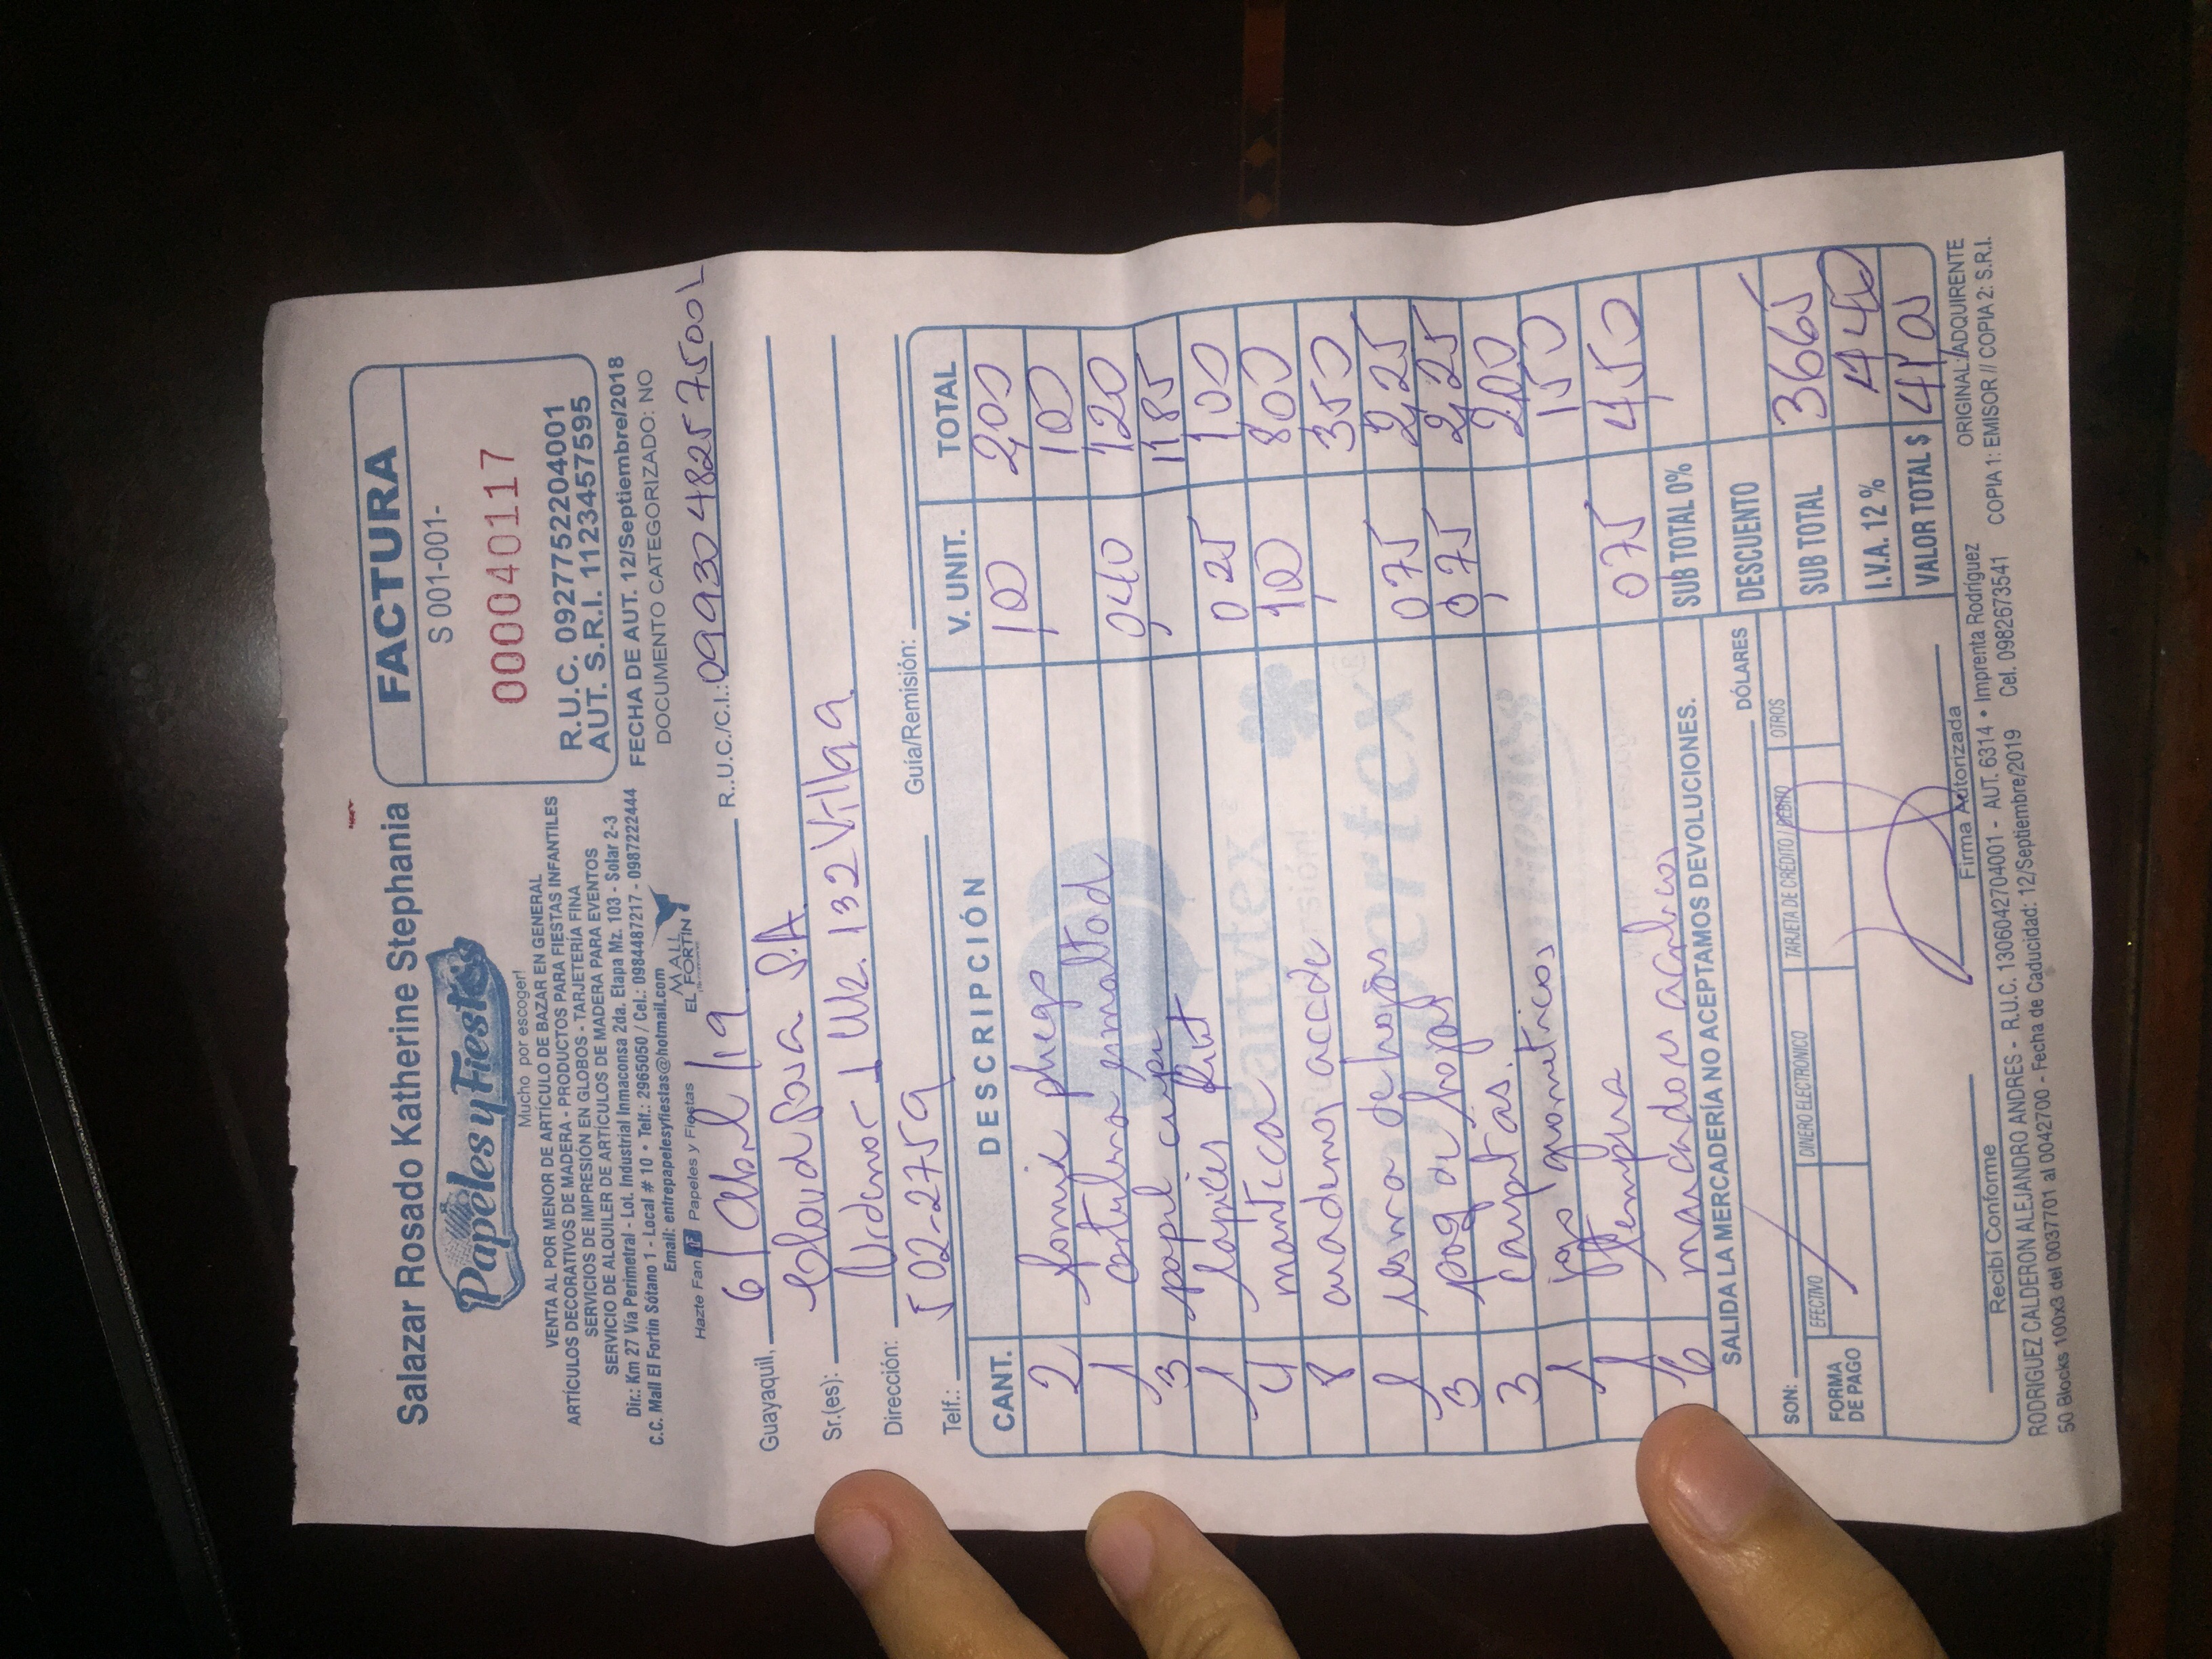 Salazar Rosado Katherine Stephania
Papeles y Fiestas
Mucho por escoger!
VENTA AL POR MENOR DE ARTÍCULO DE BAZAR EN GENERAL
ARTÍCULOS DECORATIVOS DE MADERA - PRODUCTOS PARA FIESTAS INFANTILES
SERVICIOS DE IMPRESIÓN EN GLOBOS - TARJETERÍA FINA
SERVICIO DE ALQUILER DE ARTÍCULOS DE MADERA PARA EVENTOS
Dir.: Km 27 Vía Perimetral - Lot. Industrial Inmaconsa 2da. Etapa Mz. 103 - Solar 2-3
C.C. Mall El Fortín Sótano 1 - Local # 10 • Telf.: 2965050 / Cel.: 0984487217 - 0987222444
Email: entrepapelesyfiestas@hotmail.com
Hazte Fan f Papeles y Fiestas
MALL
EL FORTÍN
FACTURA
S 001-001-
000040117
R.U.C. 0927752204001
AUT. S.R.I. 1123457595
FECHA DE AUT. 12/Septiembre/2018
DOCUMENTO CATEGORIZADO: NO
Guayaquil, 6/Abril/19 R..U.C./C.I.:
Sr.(es): S.A.
Dirección: Urdenor 1 Mz. 132 Villa 9
Telf.: 502-2759 Guía/Remisión:
CANT. DESCRIPCIÓN V. UNIT. TOTAL
2 fomix pliego 1,00 2,00
1 cartulina esmaltad 1,00
3 papel crepe 0,40 1,20
1 lapices 11,85
4 manteca 0,25 1,00
8 cuadernos 1,00 8,00
1 resma de hojas 3,50
3 paq de hojas 0,75 2,25
3 carpetas. 0,75 2,25
1 jgo geometricos 2,00
1 tempera 1,50
6 marcadores acrilicos 0,75 4,50
SALIDA LA MERCADERÍA NO ACEPTAMOS DEVOLUCIONES.
SUB TOTAL 0%
SON: DÓLARES
DESCUENTO
FORMA DE PAGO EFECTIVO DINERO ELECTRÓNICO TARJETA DE CRÉDITO / DÉBITO OTROS
SUB TOTAL 3665
I.V.A. 12 % 4,40
VALOR TOTAL $ 41,05
Recibí Conforme
Firma Autorizada
RODRIGUEZ CALDERON ALEJANDRO ANDRES - R.U.C. 1306042704001 - AUT. 6314 • Imprenta Rodríguez
50 Blocks 100x3 del 0037701 al 0042700 - Fecha de Caducidad: 12/Septiembre/2019 Cel. 0982673541
ORIGINAL: ADQUIRENTE
COPIA 1: EMISOR // COPIA 2: S.R.I.